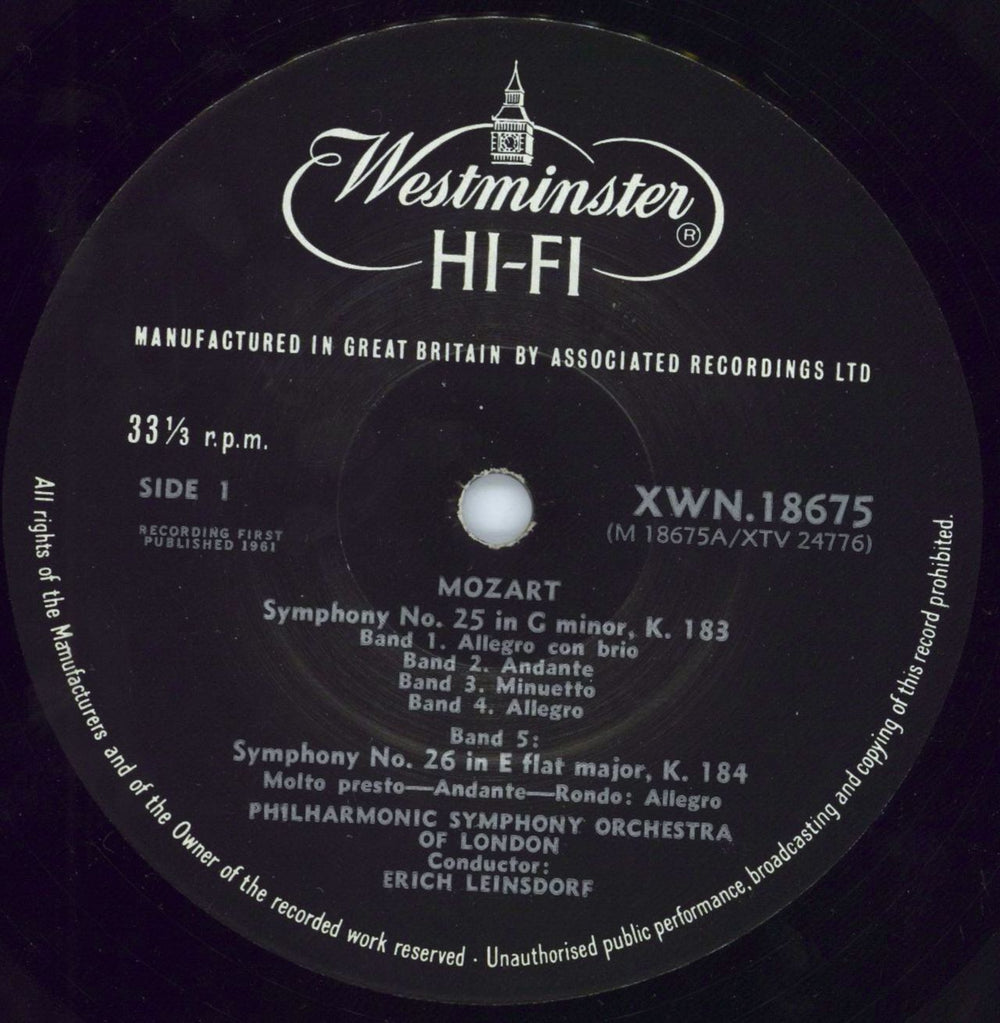 Westminster
®
HI-FI
MANUFACTURED IN GREAT BRITAIN BY ASSOCIATED RECORDINGS LTD
33⅓ r.p.m.
SIDE 1
RECORDING FIRST
PUBLISHED 1961
XWN.18675
(M 18675A/XTV 24776)
MOZART
Symphony No. 25 in G minor, K. 183
Band 1. Allegro con brio
Band 2. Andante
Band 3. Minuetto
Band 4. Allegro
Band 5:
Symphony No. 26 in E flat major, K. 184
Molto presto—Andante—Rondo: Allegro
PHILHARMONIC SYMPHONY ORCHESTRA
OF LONDON
Conductor:
ERICH LEINSDORF
All rights of the Manufacturers and of the Owner of the recorded work reserved · Unauthorised public performance, broadcasting and copying of this record prohibited.